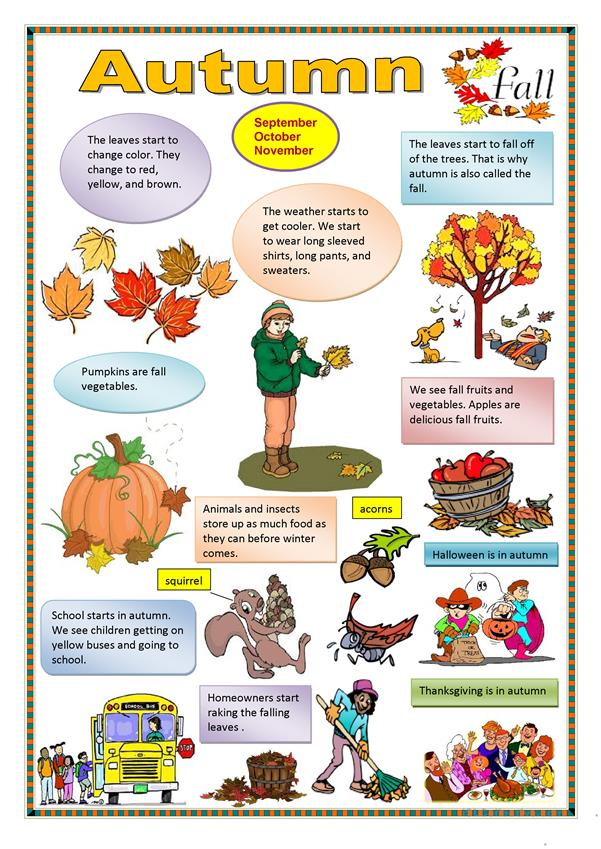 Autumn
fall
September
October
November
The leaves start to
change color. They
change to red,
yellow, and brown.
The leaves start to fall off
of the trees. That is why
autumn is also called the
fall.
The weather starts to
get cooler. We start
to wear long sleeved
shirts, long pants, and
sweaters.
Pumpkins are fall
vegetables.
We see fall fruits and
vegetables. Apples are
delicious fall fruits.
Animals and insects
store up as much food as
they can before winter
comes.
acorns
Halloween is in autumn
squirrel
TRICK
OR
TREAT
School starts in autumn.
We see children getting on
yellow buses and going to
school.
Thanksgiving is in autumn
Homeowners start
raking the falling
leaves .
SCHOOL BUS
STOP